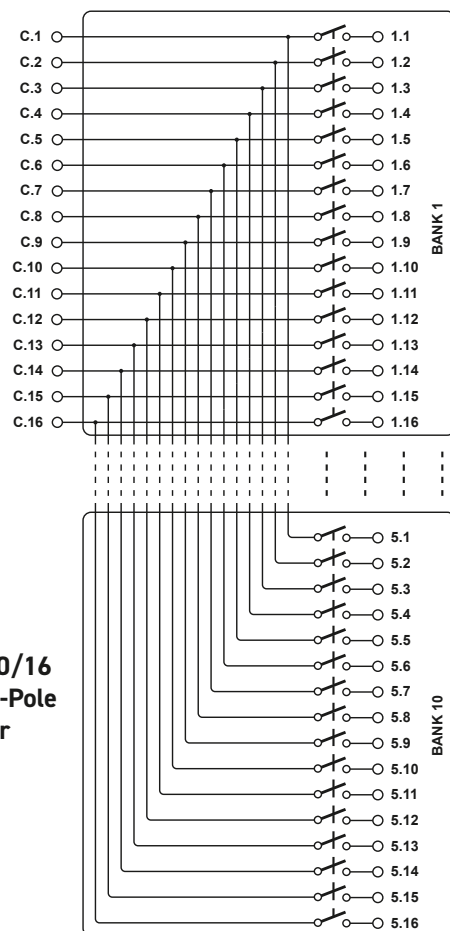 C.1 1.1
C.2 1.2
C.3 1.3
C.4 1.4
C.5 1.5
C.6 1.6
C.7 1.7
C.8 1.8
C.9 1.9
C.10 1.10
C.11 1.11
C.12 1.12
C.13 1.13
C.14 1.14
C.15 1.15
C.16 1.16
BANK 1
5.1
5.2
5.3
5.4
5.5
5.6
5.7
5.8
5.9
5.10
5.11
5.12
5.13
5.14
5.15
5.16
BANK 10
0/16
-Pole
r